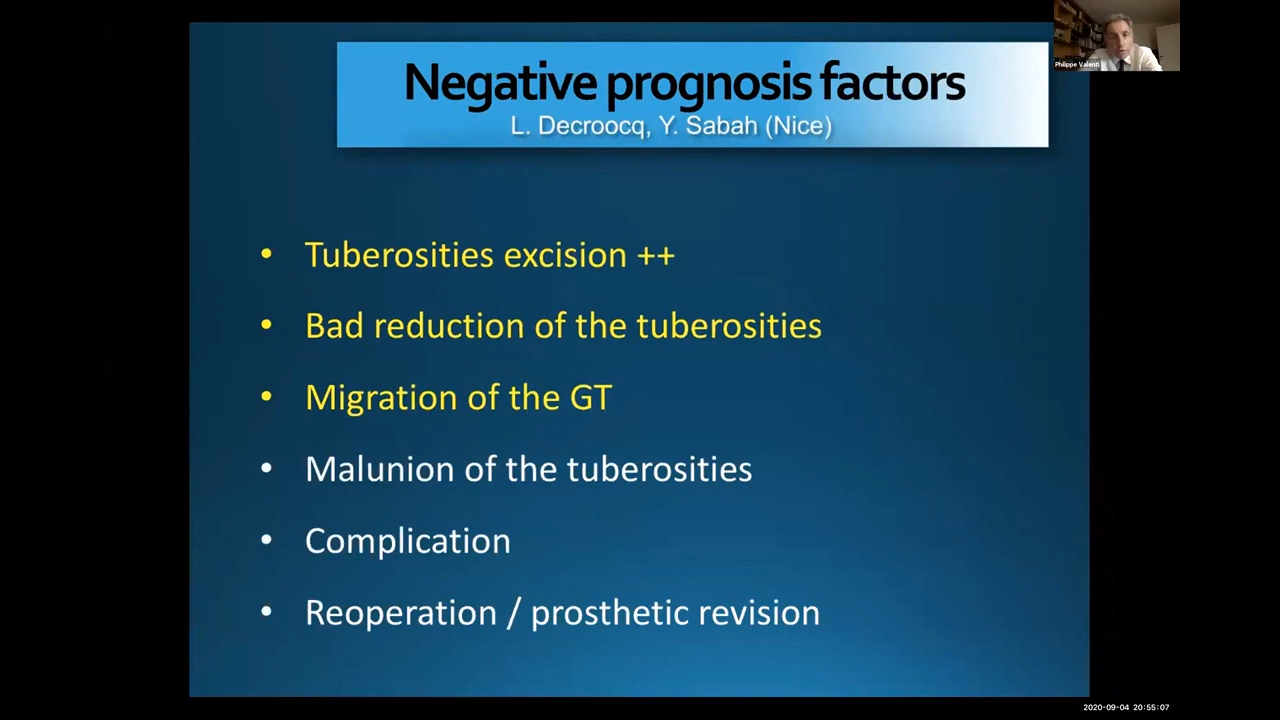 Negative prognosis factors
L. Decroocq, Y. Sabah (Nice)
Philippe Valenti
• Tuberosities excision ++
• Bad reduction of the tuberosities
• Migration of the GT
• Malunion of the tuberosities
• Complication
• Reoperation / prosthetic revision
2020-09-04 20:55:07